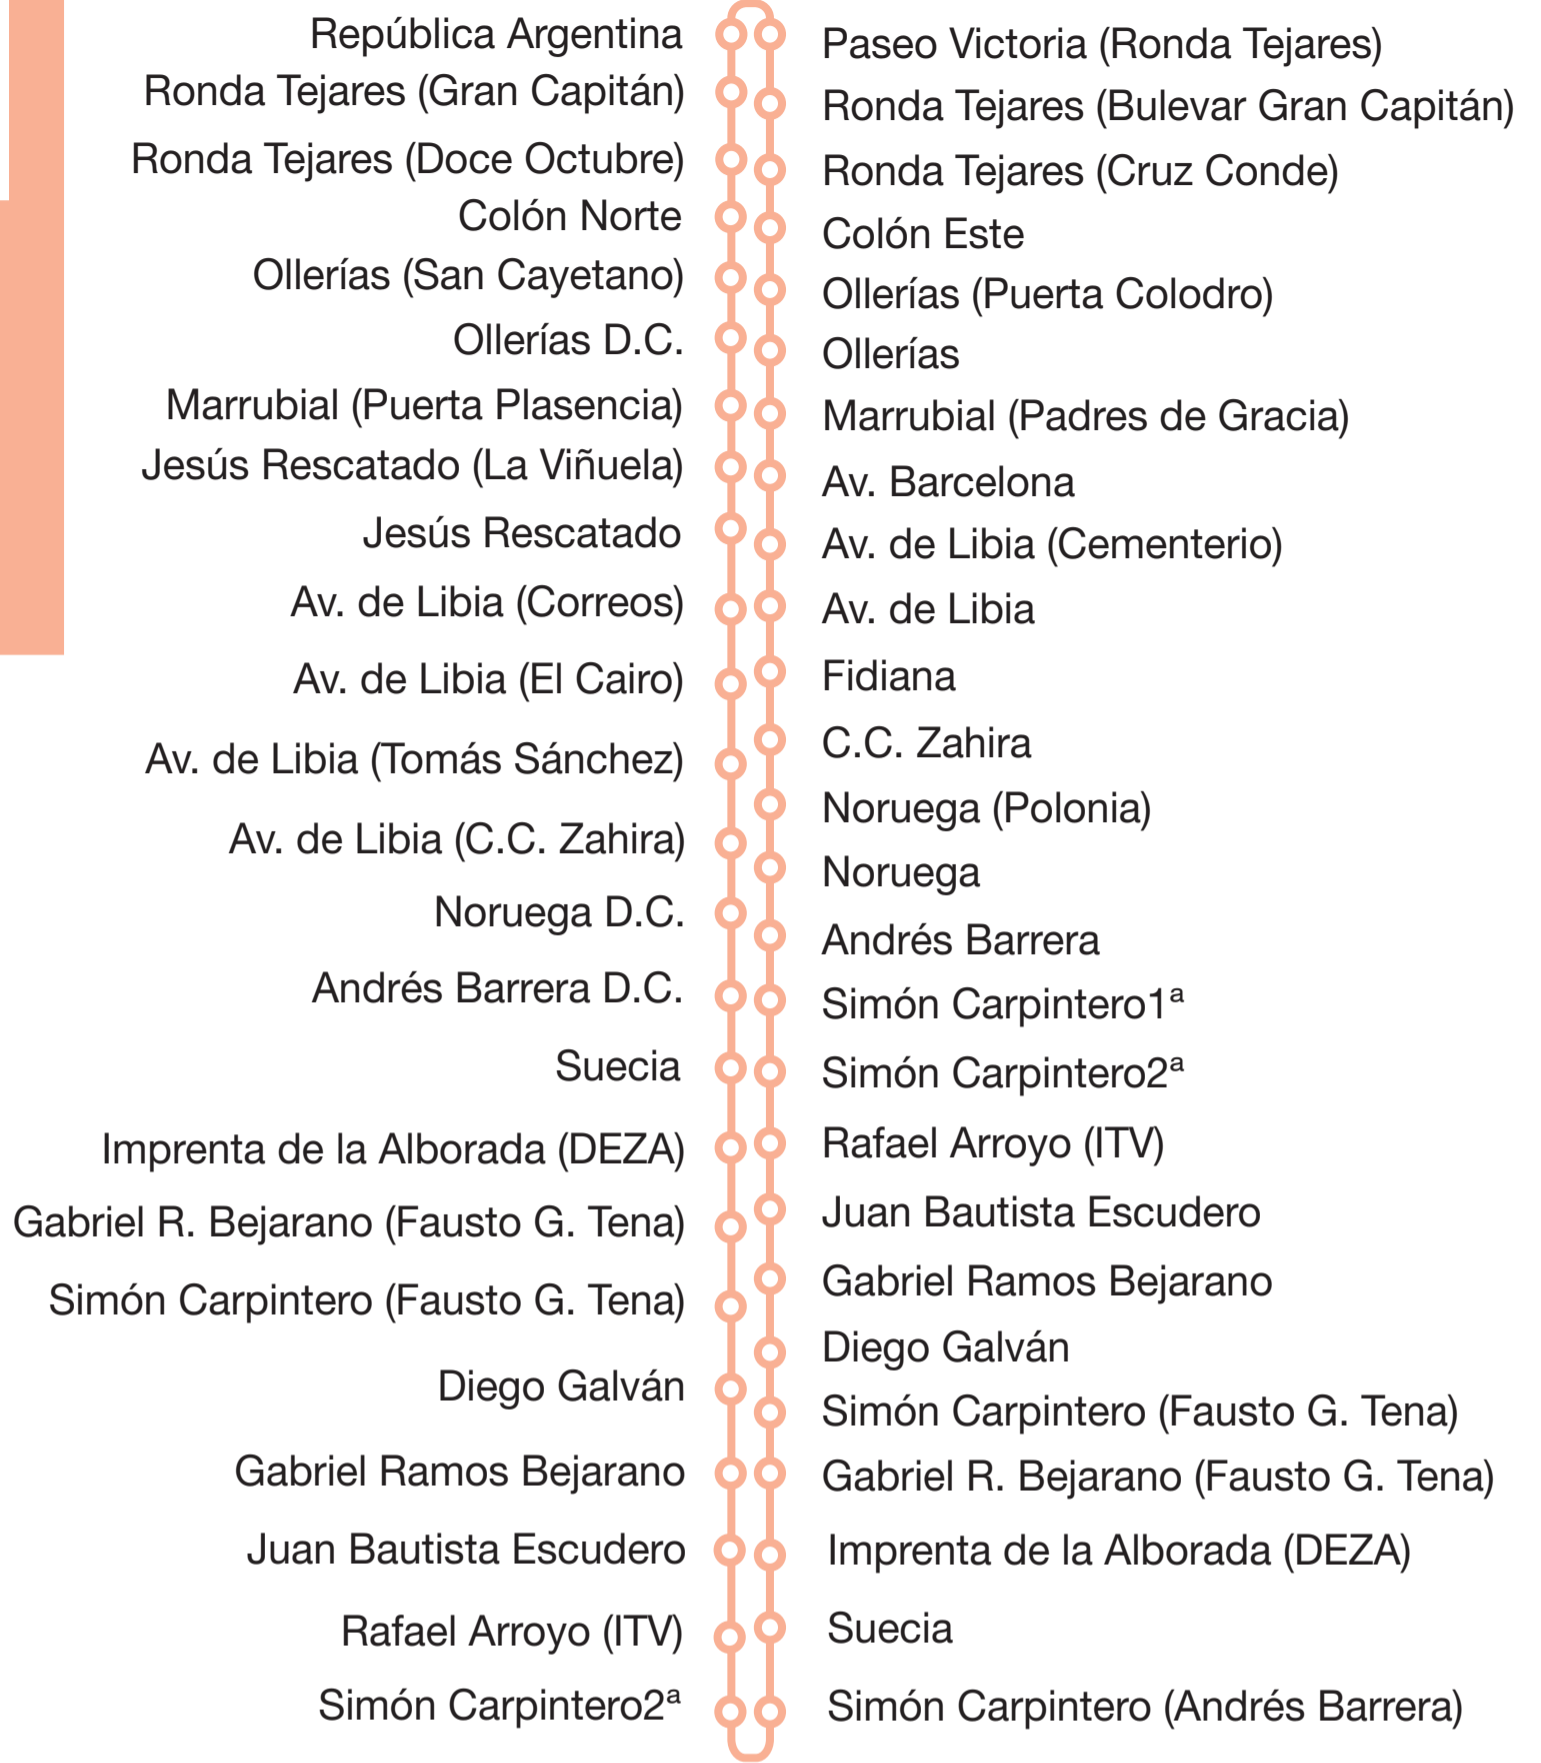 República Argentina
Ronda Tejares (Gran Capitán)
Ronda Tejares (Doce Octubre)
Colón Norte
Ollerías (San Cayetano)
Ollerías D.C.
Marrubial (Puerta Plasencia)
Jesús Rescatado (La Viñuela)
Jesús Rescatado
Av. de Libia (Correos)
Av. de Libia (El Cairo)
Av. de Libia (Tomás Sánchez)
Av. de Libia (C.C. Zahira)
Noruega D.C.
Andrés Barrera D.C.
Suecia
Imprenta de la Alborada (DEZA)
Gabriel R. Bejarano (Fausto G. Tena)
Simón Carpintero (Fausto G. Tena)
Diego Galván
Gabriel Ramos Bejarano
Juan Bautista Escudero
Rafael Arroyo (ITV)
Simón Carpintero2ª
Paseo Victoria (Ronda Tejares)
Ronda Tejares (Bulevar Gran Capitán)
Ronda Tejares (Cruz Conde)
Colón Este
Ollerías (Puerta Colodro)
Ollerías
Marrubial (Padres de Gracia)
Av. Barcelona
Av. de Libia (Cementerio)
Av. de Libia
Fidiana
C.C. Zahira
Noruega (Polonia)
Noruega
Andrés Barrera
Simón Carpintero1ª
Simón Carpintero2ª
Rafael Arroyo (ITV)
Juan Bautista Escudero
Gabriel Ramos Bejarano
Diego Galván
Simón Carpintero (Fausto G. Tena)
Gabriel R. Bejarano (Fausto G. Tena)
Imprenta de la Alborada (DEZA)
Suecia
Simón Carpintero (Andrés Barrera)